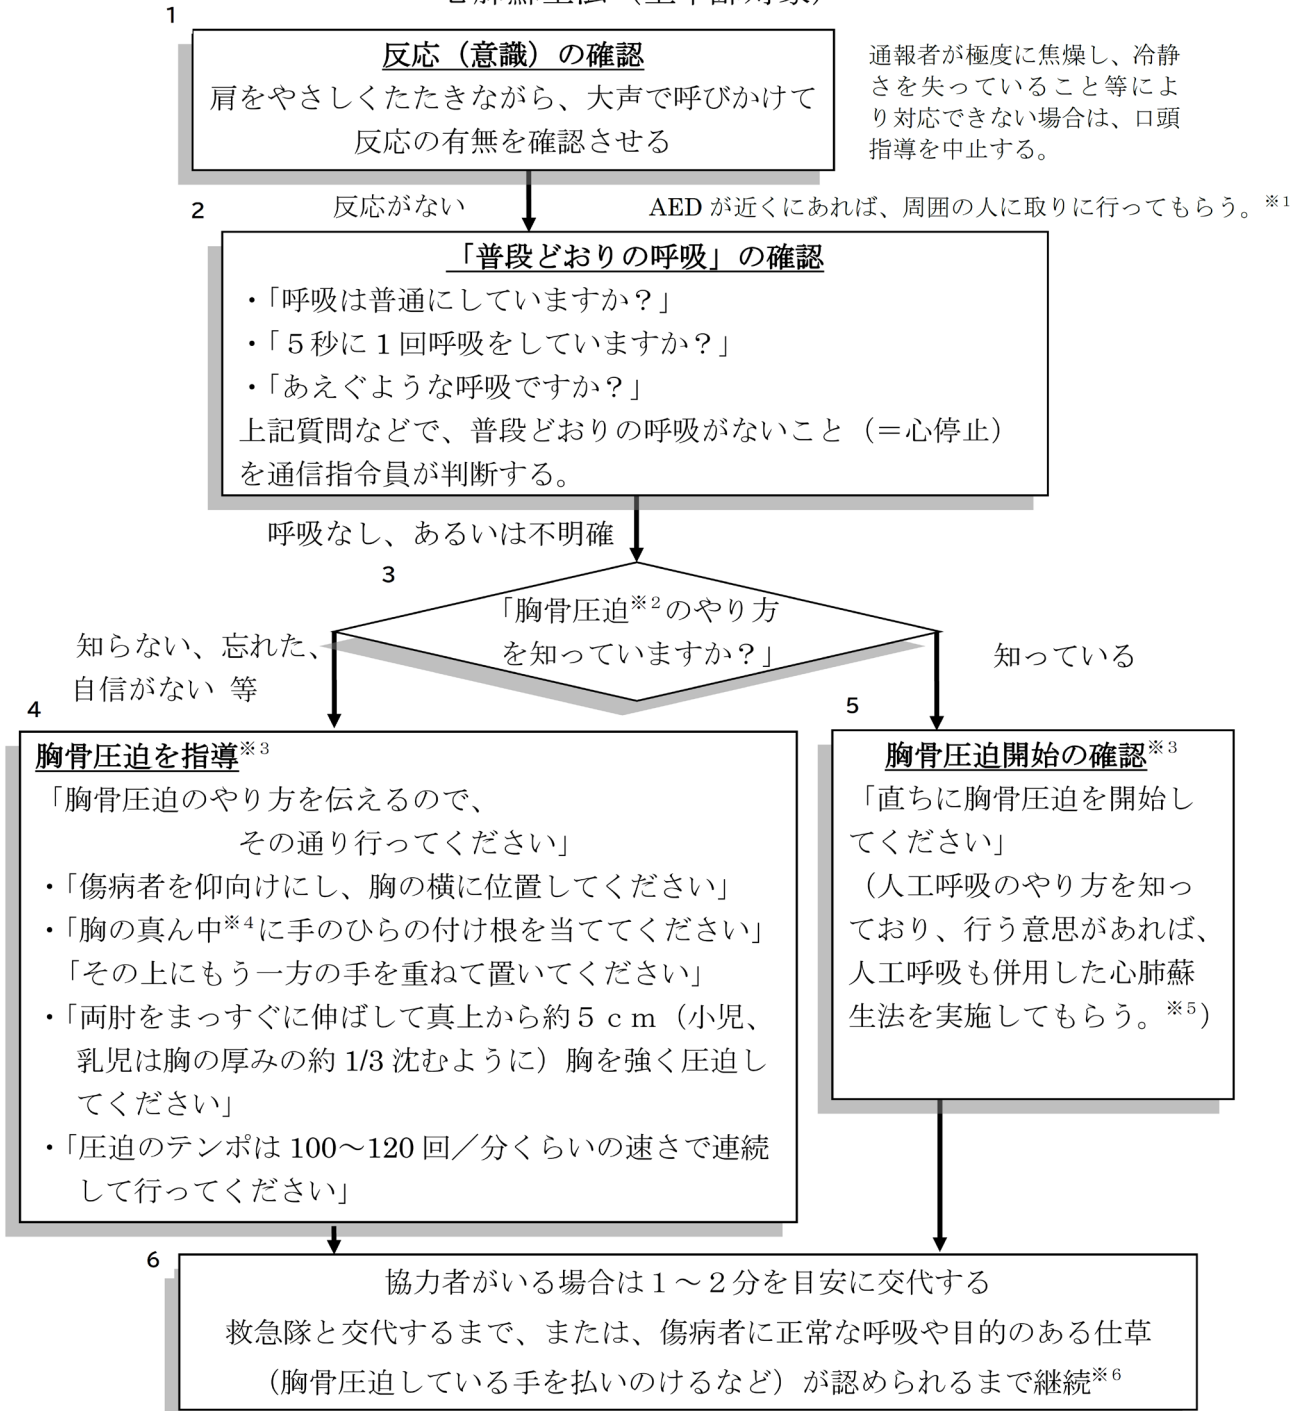 心肺蘇生法（全年齢対象）
1
反応（意識）の確認
肩をやさしくたたきながら、大声で呼びかけて
反応の有無を確認させる
通報者が極度に焦燥し、冷静
さを失っていること等によ
り対応できない場合は、口頭
指導を中止する。
反応がない
AED が近くにあれば、周囲の人に取りに行ってもらう。※1
2
「普段どおりの呼吸」の確認
・「呼吸は普通にしていますか？」
・「５秒に１回呼吸をしていますか？」
・「あえぐような呼吸ですか？」
上記質問などで、普段どおりの呼吸がないこと（＝心停止）
を通信指令員が判断する。
呼吸なし、あるいは不明確
3
「胸骨圧迫※2のやり方
を知っていますか？」
知らない、忘れた、
自信がない 等
知っている
4
胸骨圧迫を指導※3
「胸骨圧迫のやり方を伝えるので、
その通り行ってください」
・「傷病者を仰向けにし、胸の横に位置してください」
・「胸の真ん中※4に手のひらの付け根を当ててください」
「その上にもう一方の手を重ねて置いてください」
・「両肘をまっすぐに伸ばして真上から約５ｃｍ（小児、
乳児は胸の厚みの約 1/3 沈むように）胸を強く圧迫し
てください」
・「圧迫のテンポは 100～120 回／分くらいの速さで連続
して行ってください」
5
胸骨圧迫開始の確認※3
「直ちに胸骨圧迫を開始し
てください」
（人工呼吸のやり方を知っ
ており、行う意思があれば、
人工呼吸も併用した心肺蘇
生法を実施してもらう。※5）
6
協力者がいる場合は１～２分を目安に交代する
救急隊と交代するまで、または、傷病者に正常な呼吸や目的のある仕草
（胸骨圧迫している手を払いのけるなど）が認められるまで継続※6